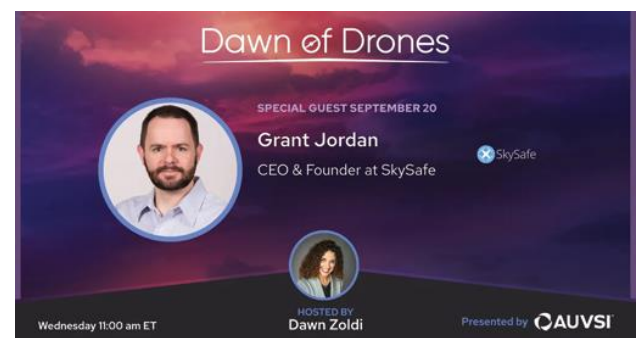 Dawn of Drones
SPECIAL GUEST SEPTEMBER 20
Grant Jordan
CEO & Founder at SkySafe
SkySafe
HOSTED BY
Dawn Zoldi
Wednesday 11:00 am ET
Presented by AUVSI